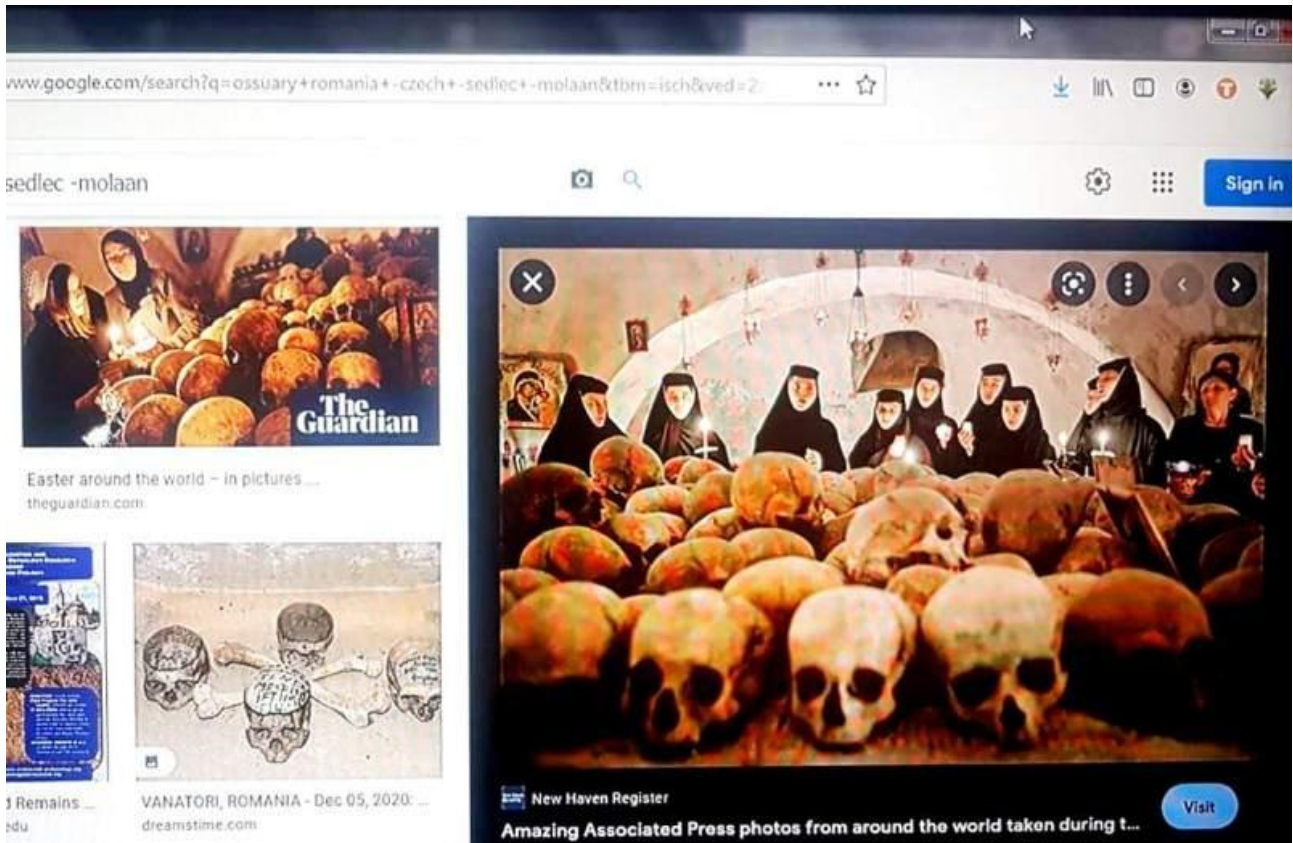 www.google.com/search?q=ossuary+romania+-czech+-sedlec+-molaan&tbm=isch&ved=2
sedlec -molaan
Sign in
The
Guardian
Easter around the world – in pictures ...
theguardian.com
New Haven Register
Visit
Amazing Associated Press photos from around the world taken during t...
Remains ...
edu
VANATORI, ROMANIA - Dec 05, 2020: ...
dreamstime.com